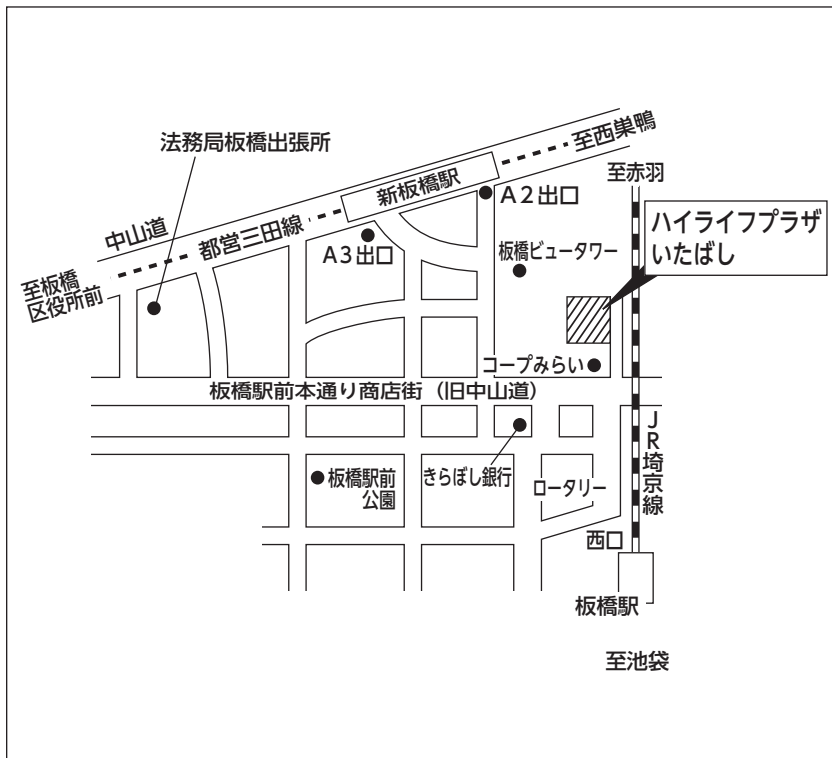 至西巣鴨
法務局板橋出張所
至赤羽
新板橋駅
A2出口
中山道
都営三田線
ハイライフプラザ
いたばし
A3出口
板橋ビュータワー
至板橋
区役所前
コープみらい
板橋駅前本通り商店街（旧中山道）
JR埼京線
板橋駅前
公園
きらぼし銀行
ロータリー
西口
板橋駅
至池袋